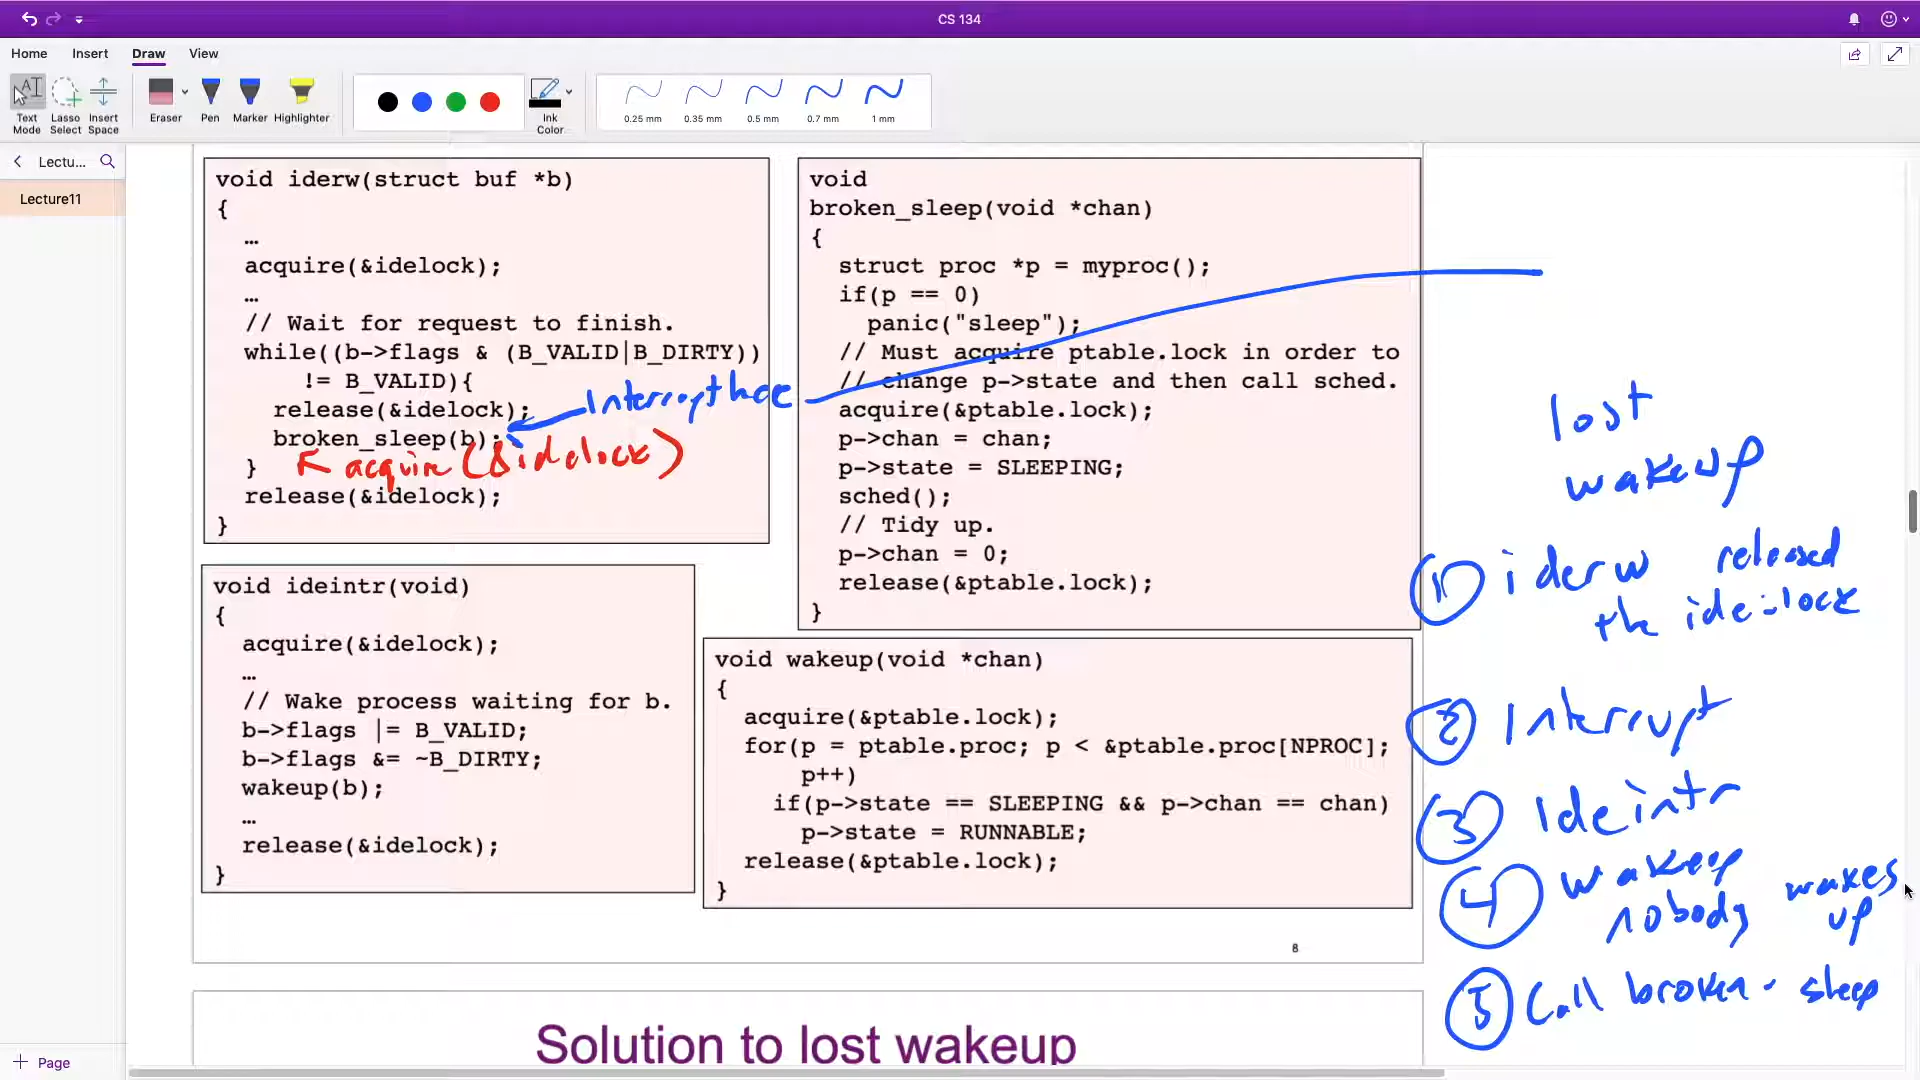 CS 134
Home Insert Draw View
Text Mode
Lasso Select
Insert Space
Eraser
Pen
Marker
Highlighter
Ink Color
0.25 mm
0.35 mm
0.5 mm
0.7 mm
1 mm
Lectu...
Lecture11
void iderw(struct buf *b)
{
…
acquire(&idelock);
…
// Wait for request to finish.
while((b->flags & (B_VALID|B_DIRTY))
!= B_VALID){
release(&idelock);
Interrupt here
broken_sleep(b);
acquire(&idelock)
}
release(&idelock);
}
void
broken_sleep(void *chan)
{
struct proc *p = myproc();
if(p == 0)
panic("sleep");
// Must acquire ptable.lock in order to
// change p->state and then call sched.
acquire(&ptable.lock);
p->chan = chan;
p->state = SLEEPING;
sched();
// Tidy up.
p->chan = 0;
release(&ptable.lock);
}
void ideintr(void)
{
acquire(&idelock);
…
// Wake process waiting for b.
b->flags |= B_VALID;
b->flags &= ~B_DIRTY;
wakeup(b);
…
release(&idelock);
}
void wakeup(void *chan)
{
acquire(&ptable.lock);
for(p = ptable.proc; p < &ptable.proc[NPROC];
p++)
if(p->state == SLEEPING && p->chan == chan)
p->state = RUNNABLE;
release(&ptable.lock);
}
lost
wakeup
1 iderw released
the ide-lock
2 Interrupt
3 Ideintr
4 wakeup
nobody wakes
up
5 Call broken-sleep
8
Solution to lost wakeup
+ Page